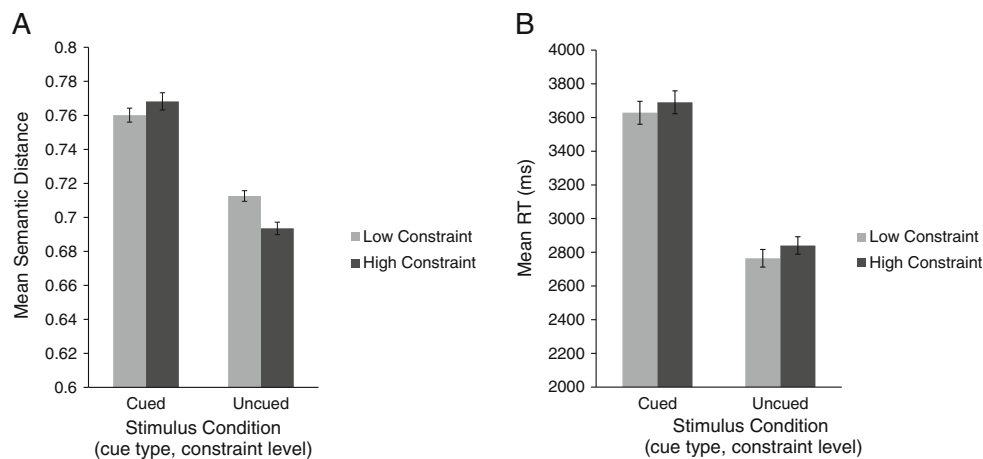 A
0.8
0.78
0.76
0.74
0.72
0.7
0.68
0.66
0.64
0.62
0.6
Mean Semantic Distance
Cued
Uncued
Stimulus Condition
(cue type, constraint level)
Low Constraint
High Constraint
B
4000
3800
3600
3400
3200
3000
2800
2600
2400
2200
2000
Mean RT (ms)
Cued
Uncued
Stimulus Condition
(cue type, constraint level)
Low Constraint
High Constraint